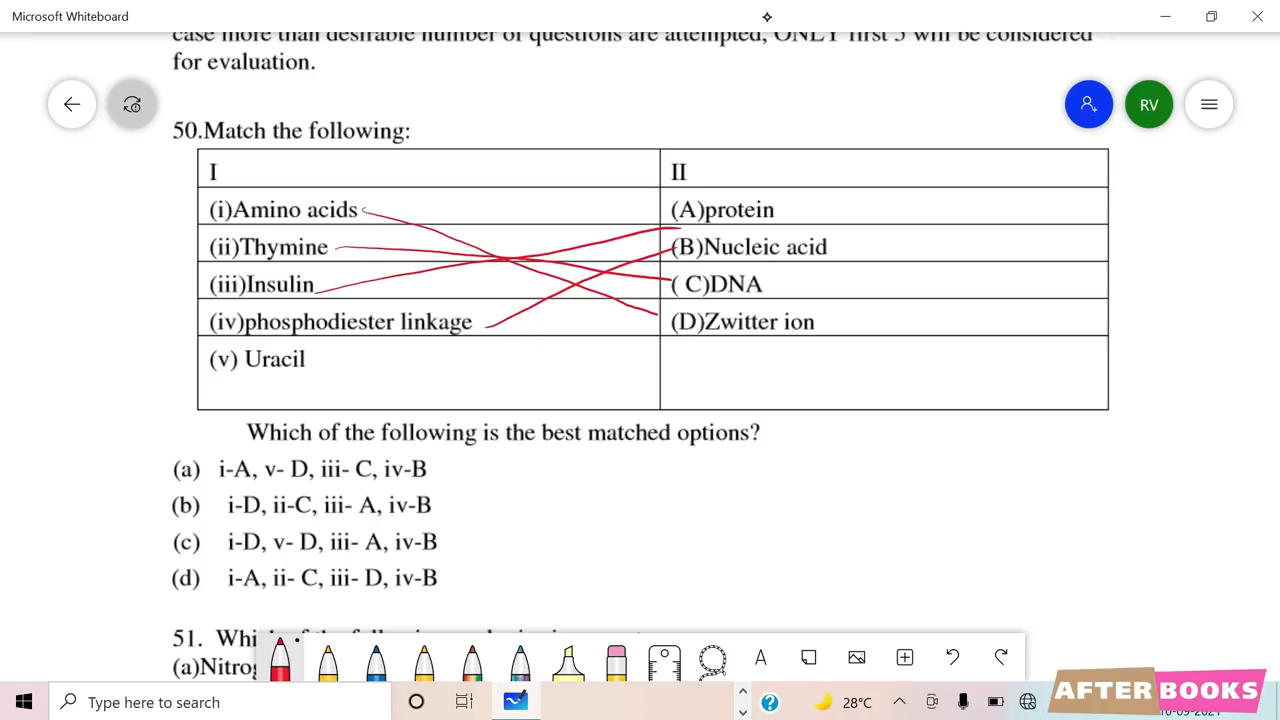 Microsoft Whiteboard
case more than desirable number of questions are attempted, ONLY first 5 will be considered
for evaluation.
RV
50.Match the following:
I II
(i)Amino acids (A)protein
(ii)Thymine (B)Nucleic acid
(iii)Insulin ( C)DNA
(iv)phosphodiester linkage (D)Zwitter ion
(v) Uracil
Which of the following is the best matched options?
(a) i-A, v- D, iii- C, iv-B
(b) i-D, ii-C, iii- A, iv-B
(c) i-D, v- D, iii- A, iv-B
(d) i-A, ii- C, iii- D, iv-B
51.
(a)Nitrog
A
Type here to search
28°C
AFTER BOOKS